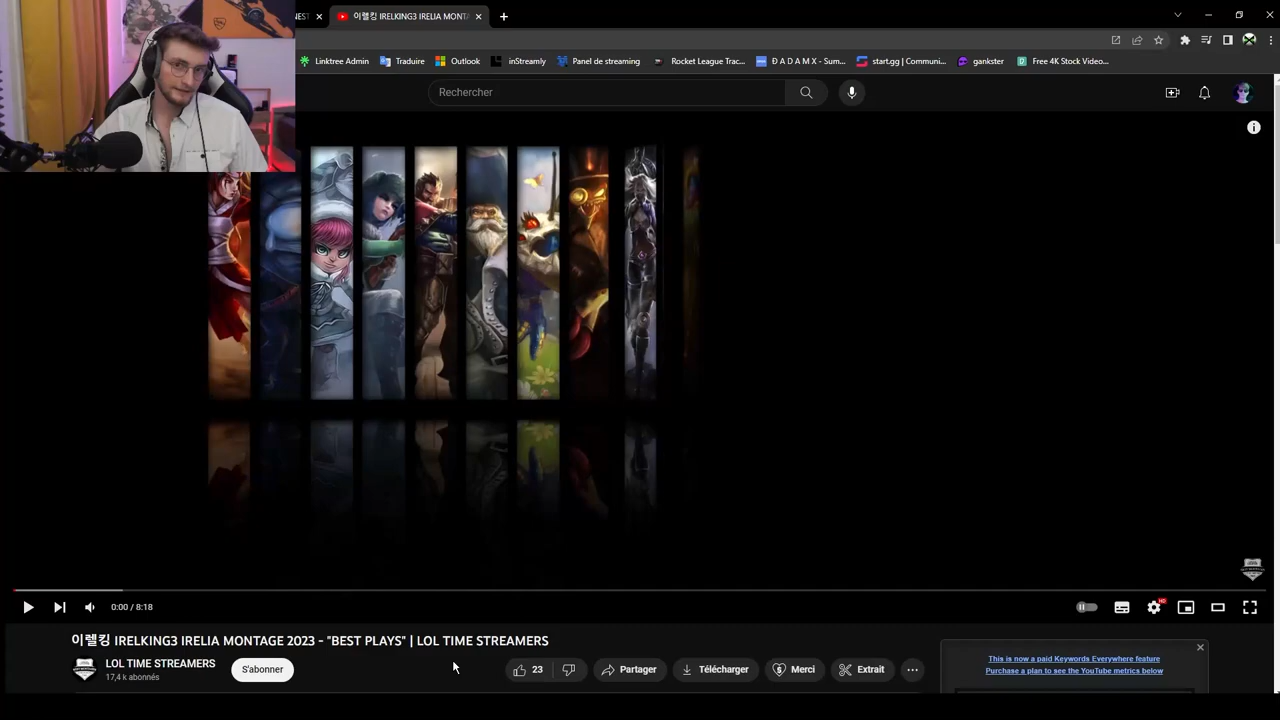 NEST
이렐킹 IRELKING3 IRELIA MONTA
Linktree Admin
Traduire
Outlook
inStreamly
Panel de streaming
Rocket League Trac...
Đ A D A M X - Sum...
start.gg | Communi...
gankster
Free 4K Stock Video...
Rechercher
0:00 / 8:18
HD
이렐킹 IRELKING3 IRELIA MONTAGE 2023 - "BEST PLAYS" | LOL TIME STREAMERS
LOL TIME STREAMERS
17,4 k abonnés
S'abonner
23
Partager
Télécharger
Merci
Extrait
This is now a paid Keywords Everywhere feature
Purchase a plan to see the YouTube metrics below